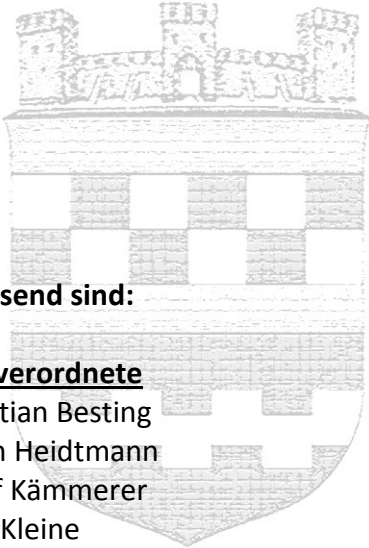 send sind:
verordnete
tian Besting
Heidtmann
Kämmerer
Kleine